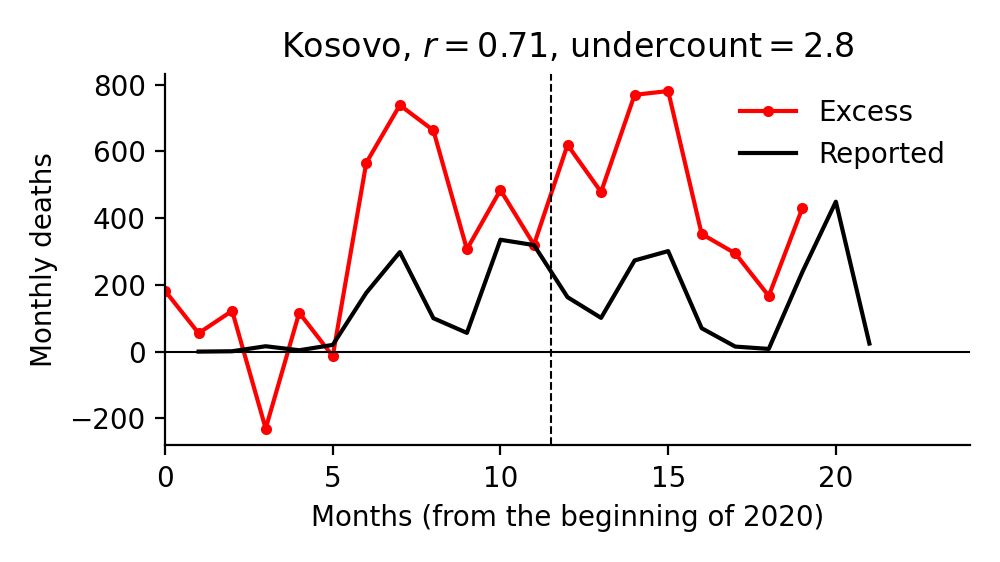 Kosovo, r = 0.71, undercount = 2.8
800
600
400
200
0
−200
Monthly deaths
Excess
Reported
0 5 10 15 20
Months (from the beginning of 2020)